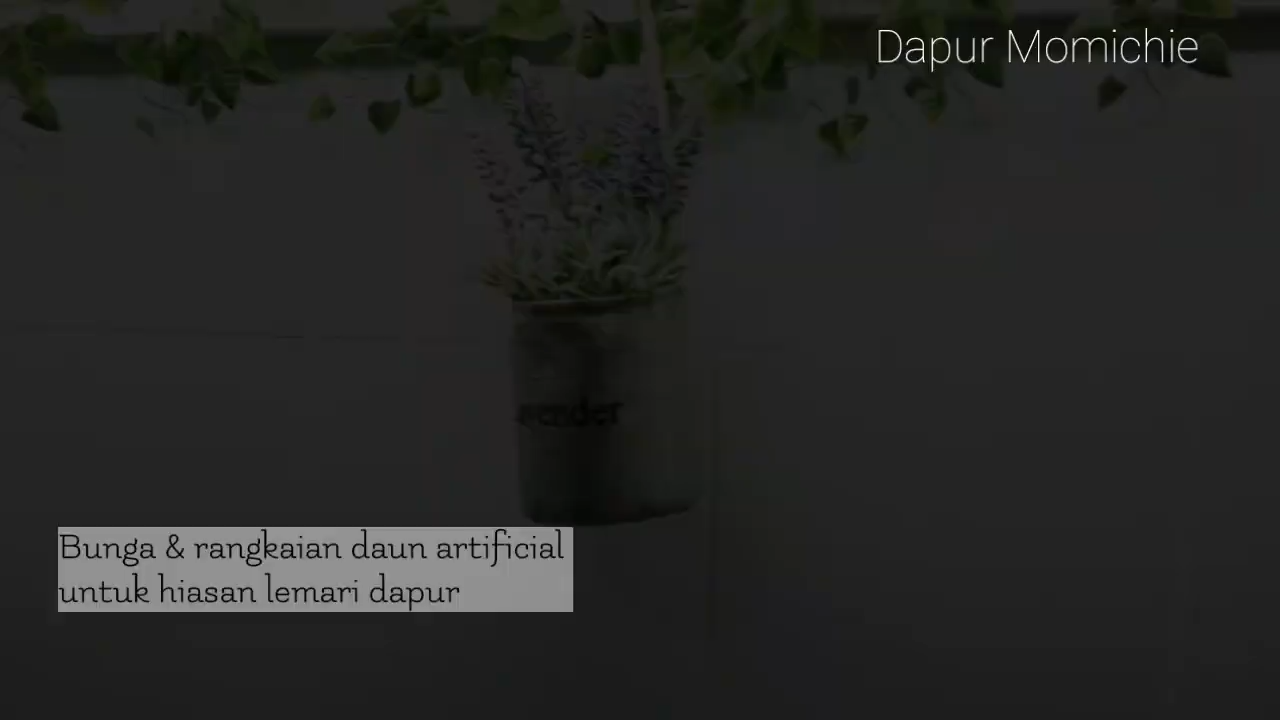 Dapur Momichie
Bunga & rangkaian daun artificial
untuk hiasan lemari dapur